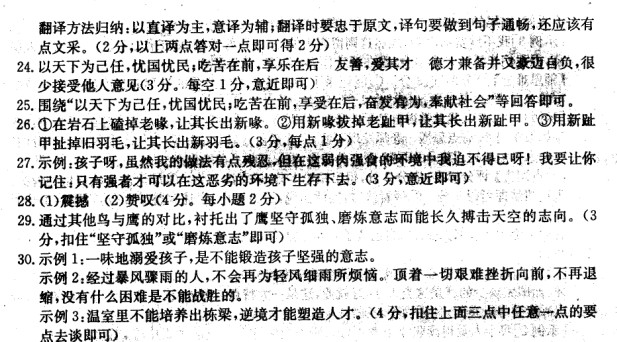 翻译方法归纳:以直译为主,意译为辅;翻译时要忠于原文,译句要做到句子通畅,还应该有
点文采。(2分,以上两点答对一点即可得2分)
24.以天下为己任,忧国忧民;吃苦在前,享乐在后 友善,爱其才 德才兼备并又豪迈自负,很
少接受他人意见(3分。每空1分,意近即可)
25.围绕“以天下为己任,忧国忧民;吃苦在前,享受在后,奋发有为,奉献社会”等回答即可。
26.①在岩石上磕掉老喙,让其长出新喙。②用新喙拔掉老趾甲,让其长出新趾甲。③用新趾
甲扯掉旧羽毛,让其长出新羽毛。(3分,每点1分)
27.示例:孩子呀,虽然我的做法有点残忍,但在这弱肉强食的环境中我迫不得已呀!我要让你
记住:只有强者才可以在这恶劣的环境下生存下去。(3分,意近即可)
28.(1)震撼 (2)赞叹(4分。每小题2分)
29.通过其他鸟与鹰的对比,衬托出了鹰坚守孤独、磨炼意志而能长久搏击天空的志向。(3
分,扣住“坚守孤独”或“磨炼意志”即可)
30.示例1:一味地溺爱孩子,是不能锻造孩子坚强的意志。
示例2:经过暴风骤雨的人,不会再为轻风细雨所烦恼。顶着一切艰难挫折向前,不再退
缩,没有什么困难是不能战胜的。
示例3:温室里不能培养出栋梁,逆境才能塑造人才。(4分,扣住上面三点中任意一点的要
点去谈即可)